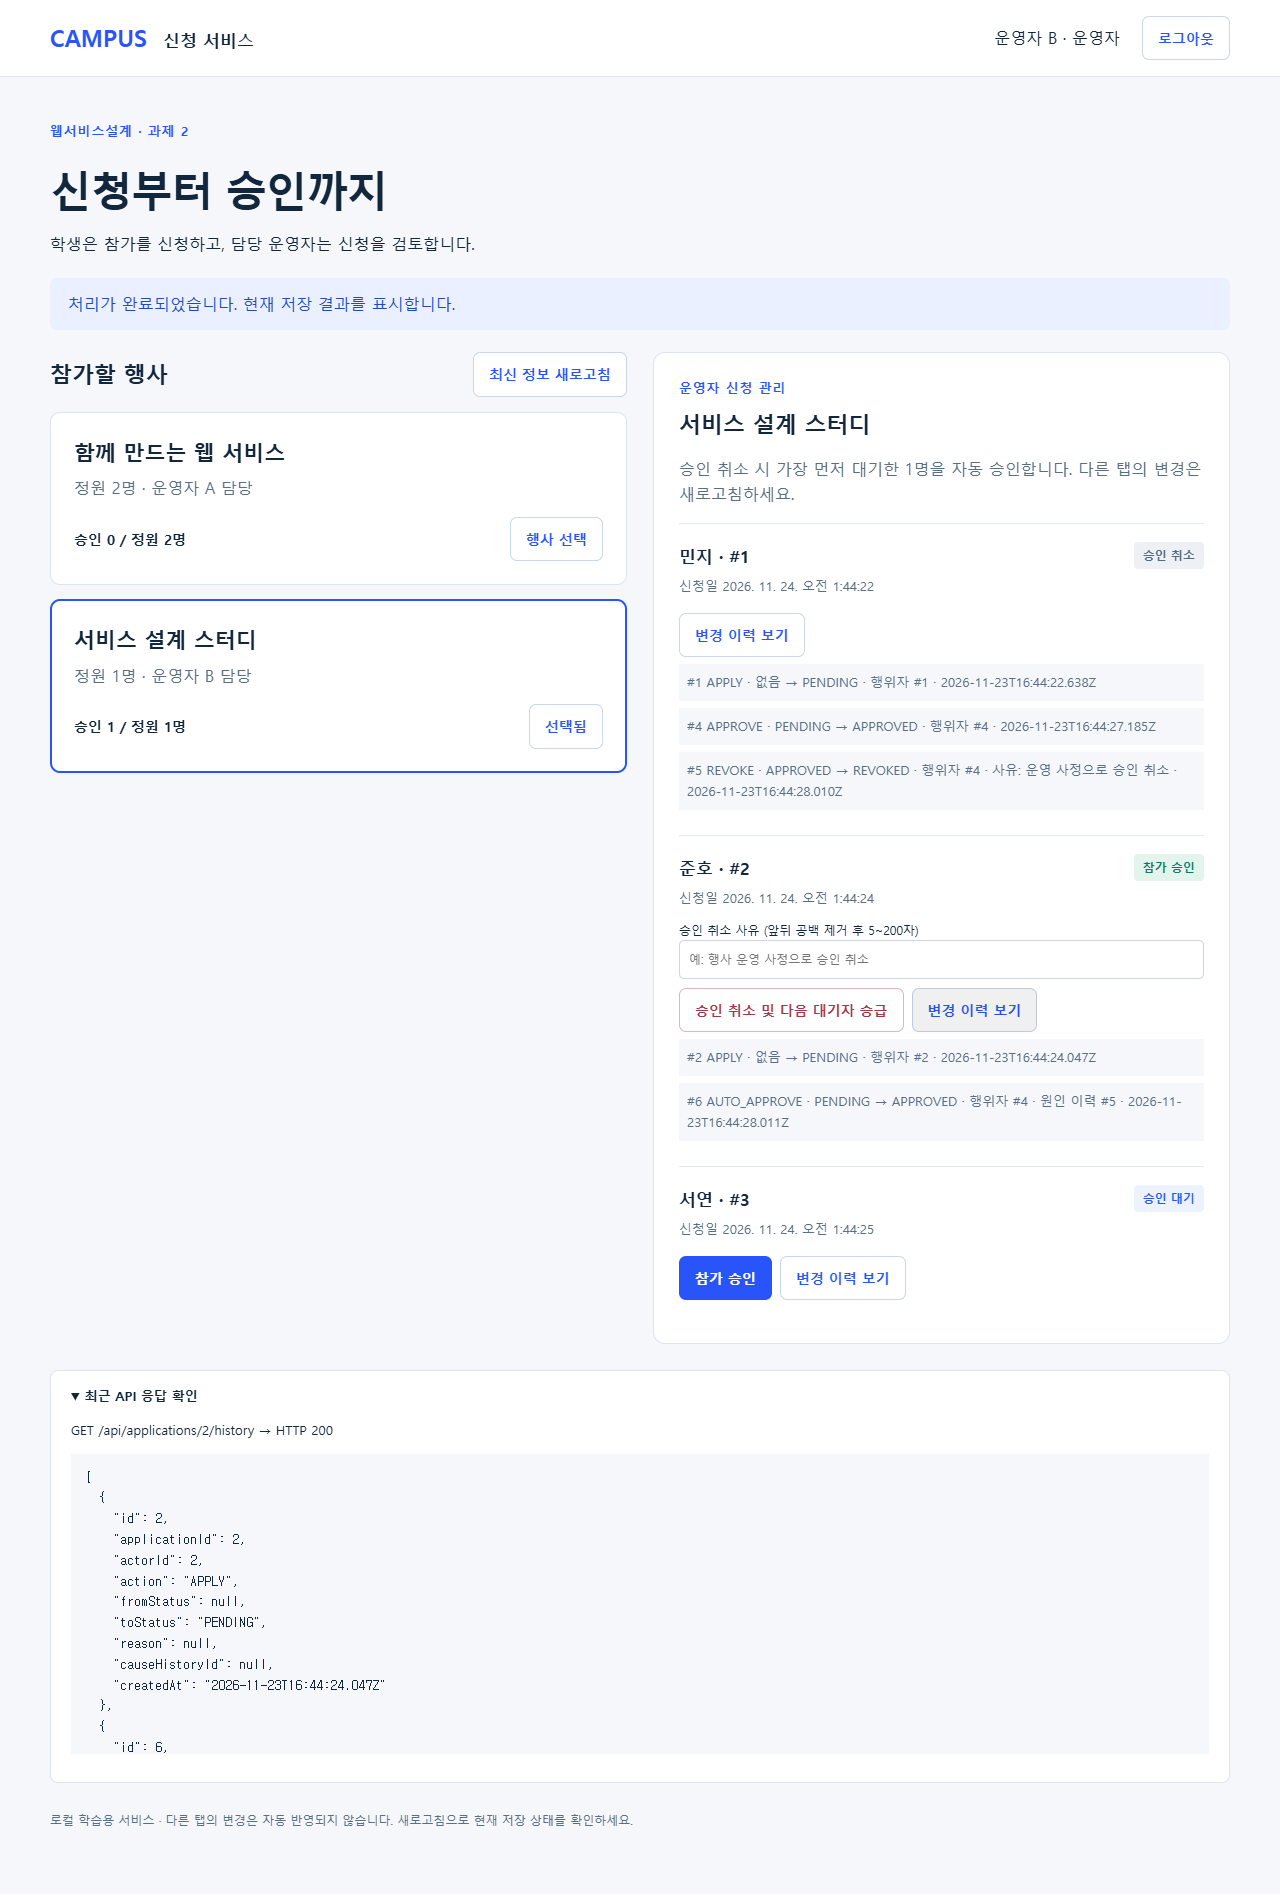 CAMPUS 신청 서비스
운영자 B · 운영자
로그아웃
웹서비스설계 · 과제 2
신청부터 승인까지
학생은 참가를 신청하고, 담당 운영자는 신청을 검토합니다.
처리가 완료되었습니다. 현재 저장 결과를 표시합니다.
참가할 행사
최신 정보 새로고침
함께 만드는 웹 서비스
정원 2명 · 운영자 A 담당
승인 0 / 정원 2명
행사 선택
서비스 설계 스터디
정원 1명 · 운영자 B 담당
승인 1 / 정원 1명
선택됨
운영자 신청 관리
서비스 설계 스터디
승인 취소 시 가장 먼저 대기한 1명을 자동 승인합니다. 다른 탭의 변경은
새로고침하세요.
민지 · #1
승인 취소
신청일 2026. 11. 24. 오전 1:44:22
변경 이력 보기
#1 APPLY · 없음 → PENDING · 행위자 #1 · 2026-11-23T16:44:22.638Z
#4 APPROVE · PENDING → APPROVED · 행위자 #4 · 2026-11-23T16:44:27.185Z
#5 REVOKE · APPROVED → REVOKED · 행위자 #4 · 사유: 운영 사정으로 승인 취소 ·
2026-11-23T16:44:28.010Z
준호 · #2
참가 승인
신청일 2026. 11. 24. 오전 1:44:24
승인 취소 사유 (앞뒤 공백 제거 후 5~200자)
예: 행사 운영 사정으로 승인 취소
승인 취소 및 다음 대기자 승급
변경 이력 보기
#2 APPLY · 없음 → PENDING · 행위자 #2 · 2026-11-23T16:44:24.047Z
#6 AUTO_APPROVE · PENDING → APPROVED · 행위자 #4 · 원인 이력 #5 · 2026-11-
23T16:44:28.011Z
서연 · #3
승인 대기
신청일 2026. 11. 24. 오전 1:44:25
참가 승인
변경 이력 보기
▼ 최근 API 응답 확인
GET /api/applications/2/history → HTTP 200
[
{
"id": 2,
"applicationId": 2,
"actorId": 2,
"action": "APPLY",
"fromStatus": null,
"toStatus": "PENDING",
"reason": null,
"causeHistoryId": null,
"createdAt": "2026-11-23T16:44:24.047Z"
},
{
"id": 6,
로컬 학습용 서비스 · 다른 탭의 변경은 자동 반영되지 않습니다. 새로고침으로 현재 저장 상태를 확인하세요.